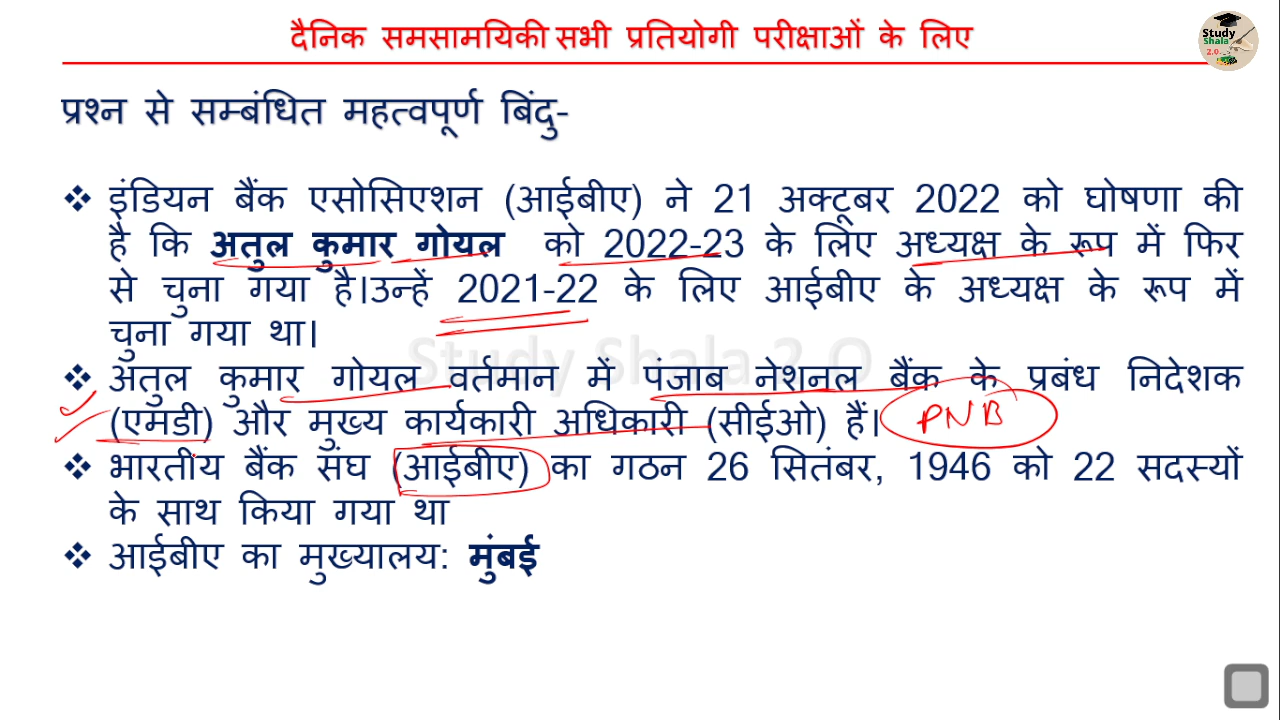 दैनिक समसामयिकी सभी प्रतियोगी परीक्षाओं के लिए
Study
Shala
2.0.
प्रश्न से सम्बंधित महत्वपूर्ण बिंदु-
❖ इंडियन बैंक एसोसिएशन (आईबीए) ने 21 अक्टूबर 2022 को घोषणा की
है कि अतुल कुमार गोयल को 2022-23 के लिए अध्यक्ष के रूप में फिर
से चुना गया है।उन्हें 2021-22 के लिए आईबीए के अध्यक्ष के रूप में
चुना गया था।
Study Shala 2.O
❖ अतुल कुमार गोयल वर्तमान में पंजाब नेशनल बैंक के प्रबंध निदेशक
(एमडी) और मुख्य कार्यकारी अधिकारी (सीईओ) हैं। PNB
❖ भारतीय बैंक संघ (आईबीए) का गठन 26 सितंबर, 1946 को 22 सदस्यों
के साथ किया गया था
❖ आईबीए का मुख्यालय: मुंबई